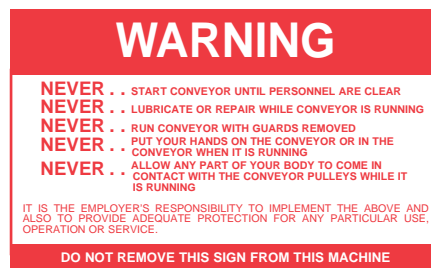 WARNING
NEVER . . START CONVEYOR UNTIL PERSONNEL ARE CLEAR
NEVER . . LUBRICATE OR REPAIR WHILE CONVEYOR IS RUNNING
NEVER . . RUN CONVEYOR WITH GUARDS REMOVED
NEVER . . PUT YOUR HANDS ON THE CONVEYOR OR IN THE
CONVEYOR WHEN IT IS RUNNING
NEVER . . ALLOW ANY PART OF YOUR BODY TO COME IN
CONTACT WITH THE CONVEYOR PULLEYS WHILE IT
IS RUNNING
IT IS THE EMPLOYER'S RESPONSIBILITY TO IMPLEMENT THE ABOVE AND
ALSO TO PROVIDE ADEQUATE PROTECTION FOR ANY PARTICULAR USE,
OPERATION OR SERVICE.
DO NOT REMOVE THIS SIGN FROM THIS MACHINE